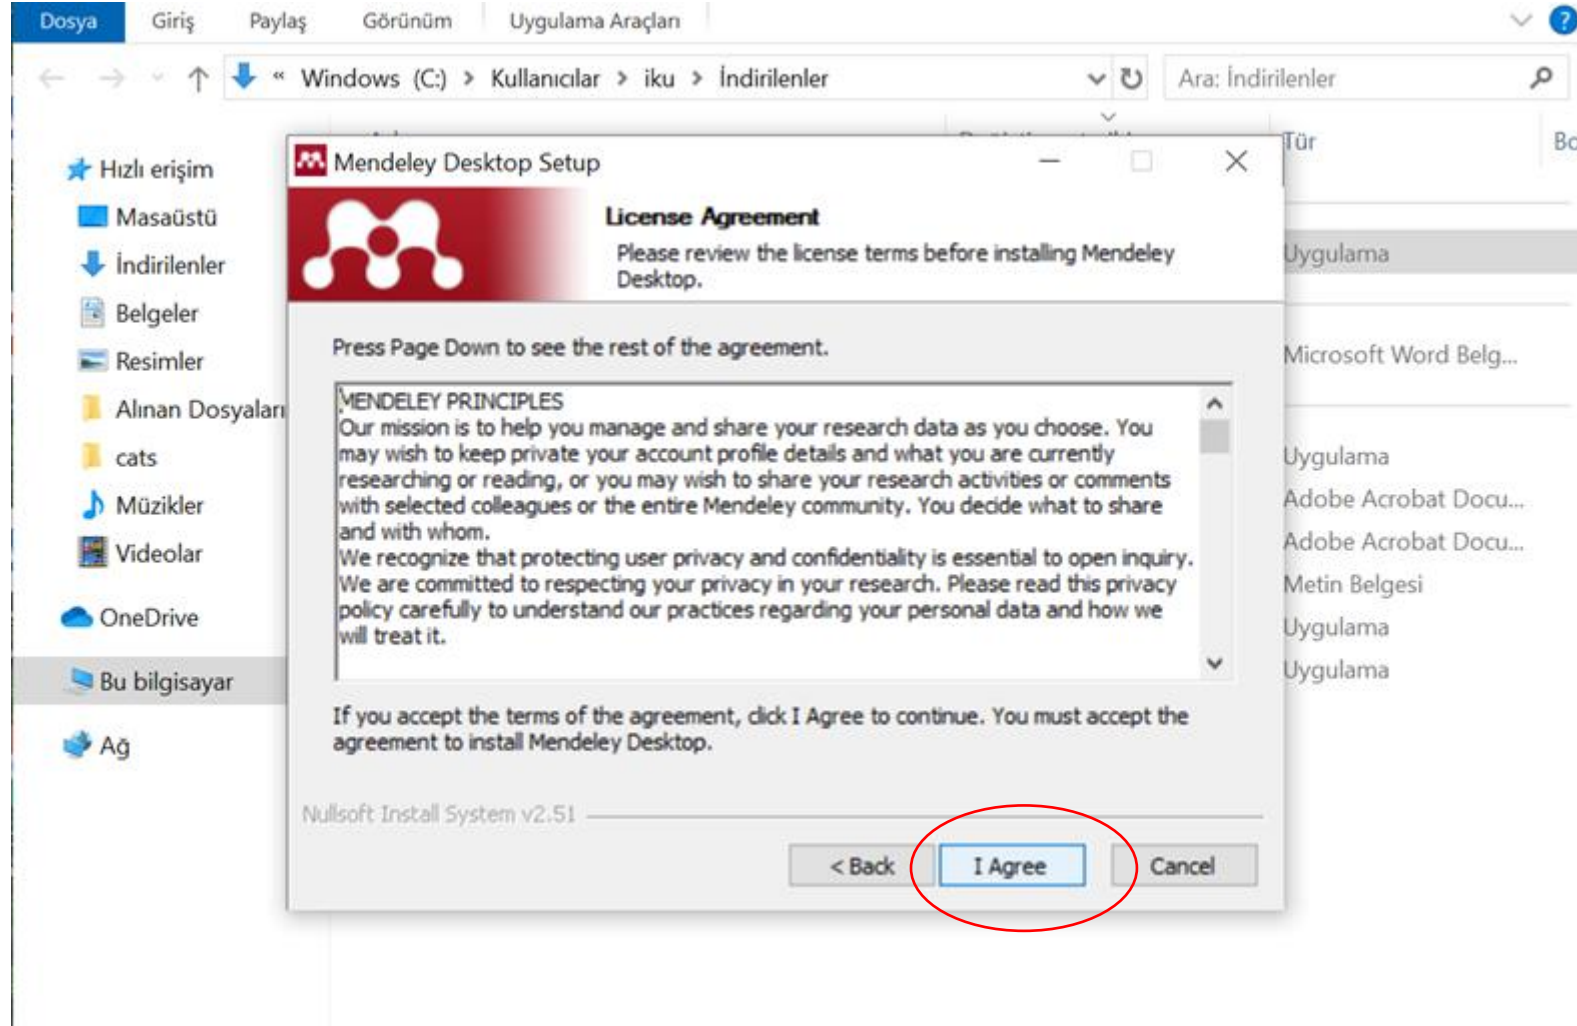 Dosya Giriş Paylaş Görünüm Uygulama Araçları
« Windows (C:) > Kullanıcılar > iku > İndirilenler
Ara: İndirilenler
Tür
Hızlı erişim
Masaüstü
İndirilenler
Belgeler
Resimler
Alınan Dosyaları
cats
Müzikler
Videolar
OneDrive
Bu bilgisayar
Ağ
Mendeley Desktop Setup
License Agreement
Please review the license terms before installing Mendeley
Desktop.
Press Page Down to see the rest of the agreement.
MENDELEY PRINCIPLES
Our mission is to help you manage and share your research data as you choose. You
may wish to keep private your account profile details and what you are currently
researching or reading, or you may wish to share your research activities or comments
with selected colleagues or the entire Mendeley community. You decide what to share
and with whom.
We recognize that protecting user privacy and confidentiality is essential to open inquiry.
We are committed to respecting your privacy in your research. Please read this privacy
policy carefully to understand our practices regarding your personal data and how we
will treat it.
If you accept the terms of the agreement, click I Agree to continue. You must accept the
agreement to install Mendeley Desktop.
Nullsoft Install System v2.51
< Back
I Agree
Cancel
Uygulama
Microsoft Word Belg...
Uygulama
Adobe Acrobat Docu...
Adobe Acrobat Docu...
Metin Belgesi
Uygulama
Uygulama